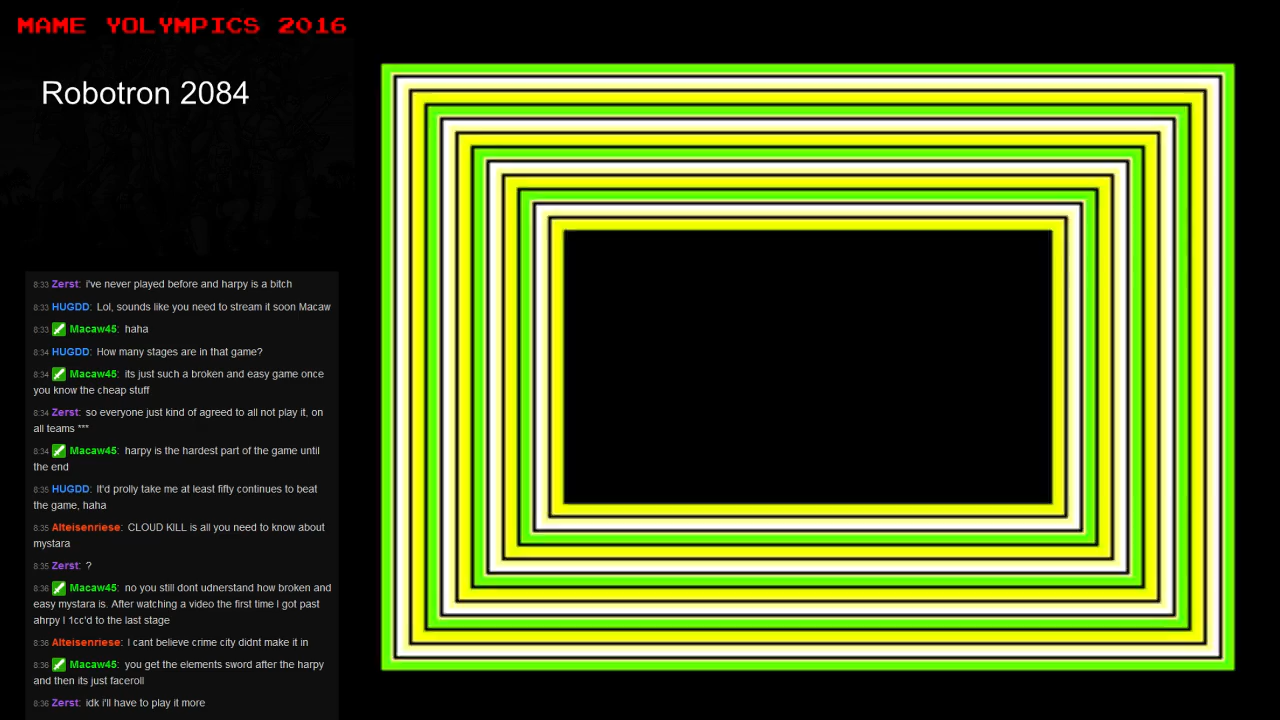 MAME YOLYMPICS 2016
Robotron 2084
8:33 Zerst: i've never played before and harpy is a bitch
8:33 HUGDD: Lol, sounds like you need to stream it soon Macaw
8:33 Macaw45: haha
8:34 HUGDD: How many stages are in that game?
8:34 Macaw45: its just such a broken and easy game once
you know the cheap stuff
8:34 Zerst: so everyone just kind of agreed to all not play it, on
all teams ***
8:34 Macaw45: harpy is the hardest part of the game until
the end
8:35 HUGDD: It'd prolly take me at least fifty continues to beat
the game, haha
8:35 Alteisenriese: CLOUD KILL is all you need to know about
mystara
8:35 Zerst: ?
8:36 Macaw45: no you still dont udnerstand how broken and
easy mystara is. After watching a video the first time I got past
ahrpy I 1cc'd to the last stage
8:36 Alteisenriese: I cant believe crime city didnt make it in
8:36 Macaw45: you get the elements sword after the harpy
and then its just faceroll
8:36 Zerst: idk i'll have to play it more